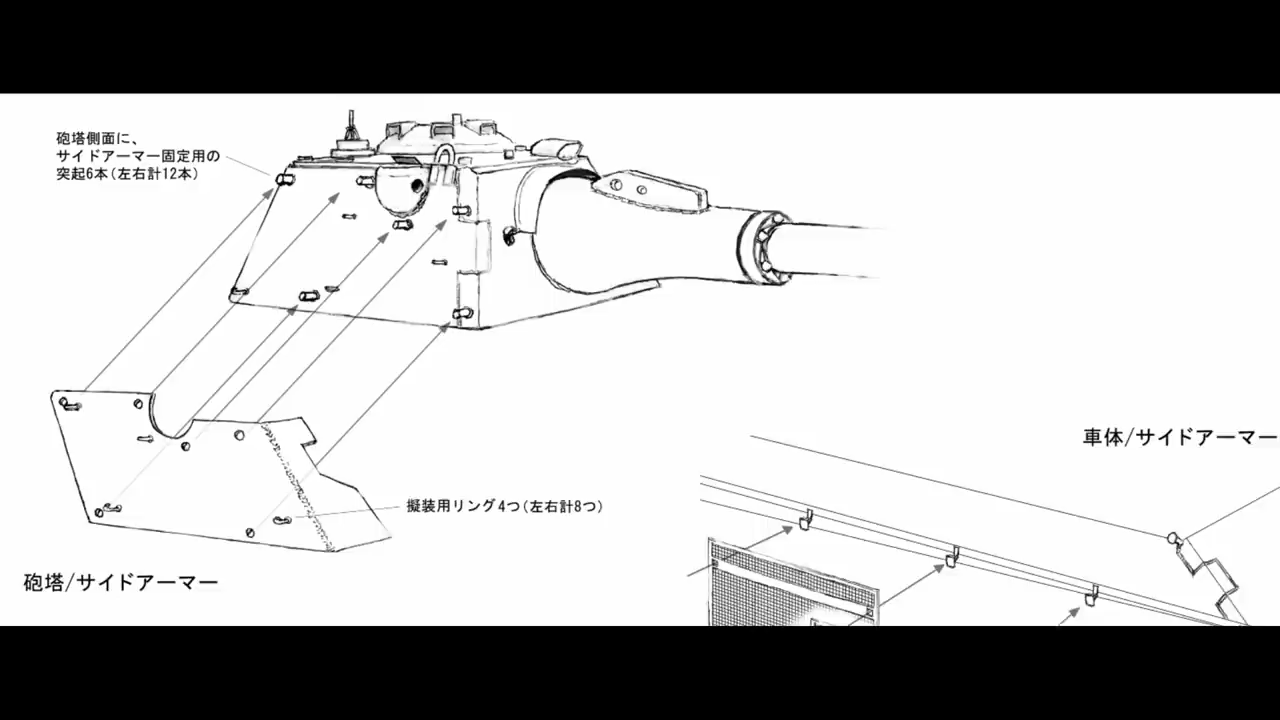 砲塔側面に、
サイドアーマー固定用の
突起6本(左右計12本)
車体/サイドアーマー
擬装用リング4つ(左右計8つ)
砲塔/サイドアーマー